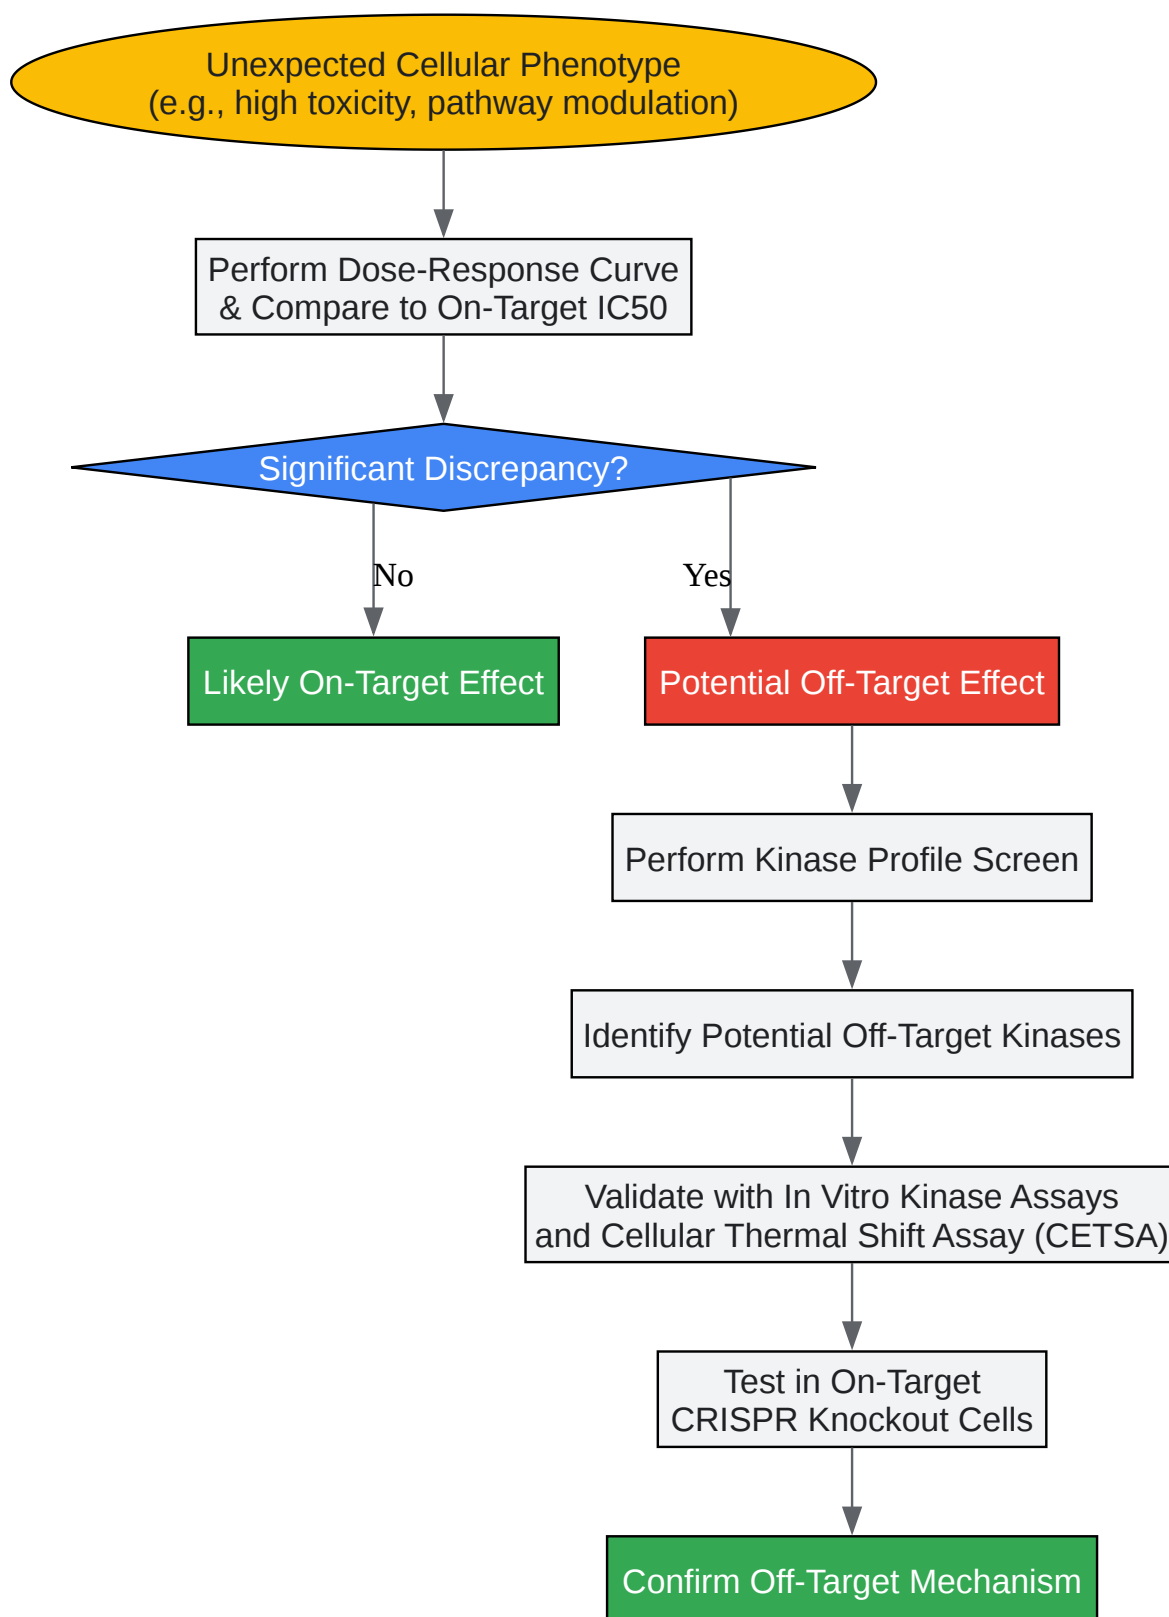 Unexpected Cellular Phenotype
(e.g., high toxicity, pathway modulation)
Perform Dose-Response Curve
& Compare to On-Target IC50
Significant Discrepancy?
No
Yes
Likely On-Target Effect
Potential Off-Target Effect
Perform Kinase Profile Screen
Identify Potential Off-Target Kinases
Validate with In Vitro Kinase Assays
and Cellular Thermal Shift Assay (CETSA)
Test in On-Target
CRISPR Knockout Cells
Confirm Off-Target Mechanism